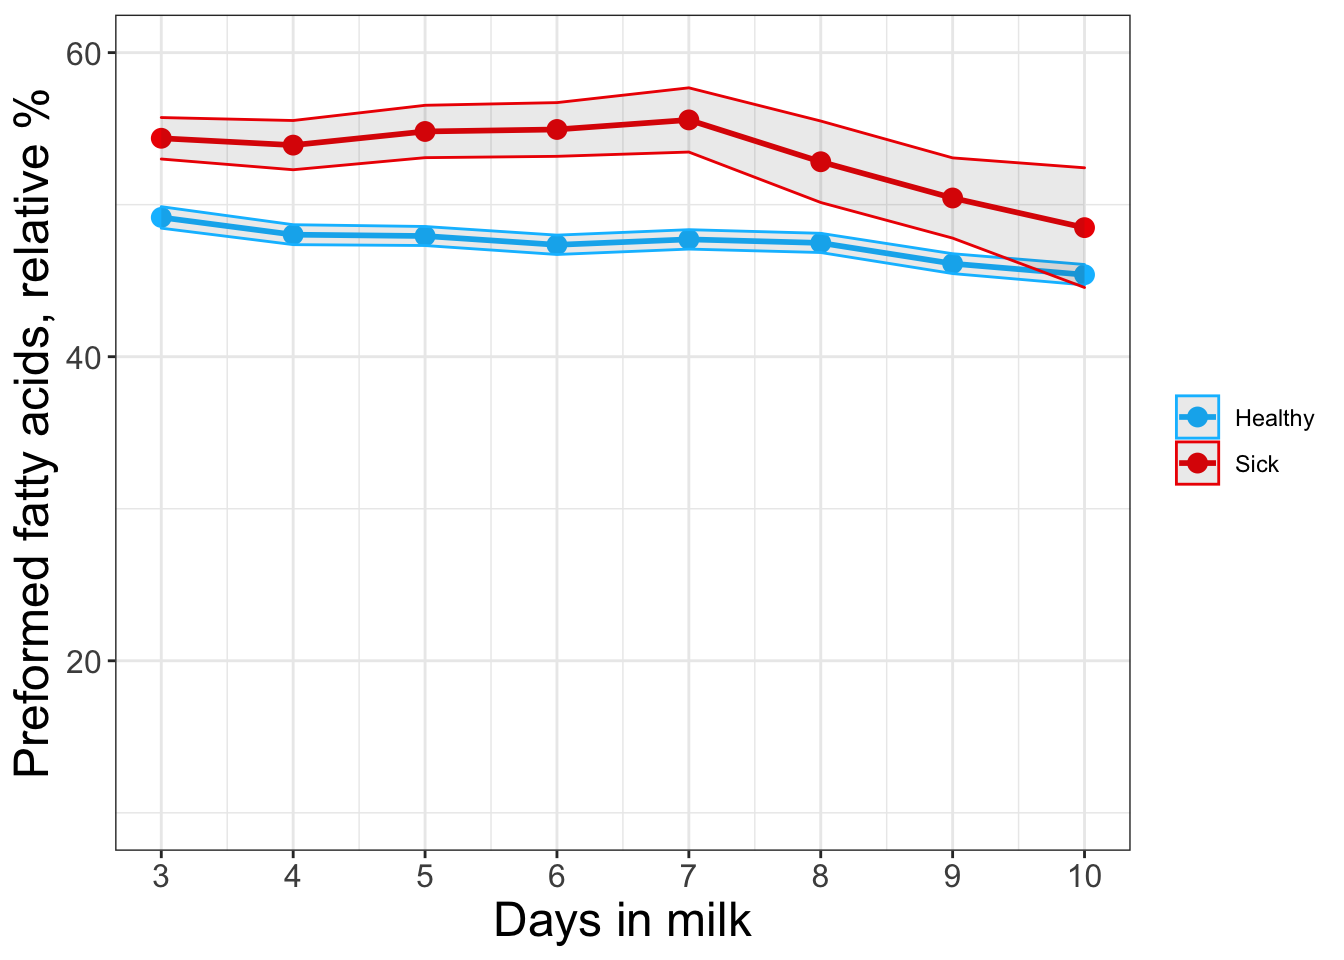 Preformed fatty acids, relative %
60
40
20
3 4 5 6 7 8 9 10
Days in milk
Healthy
Sick